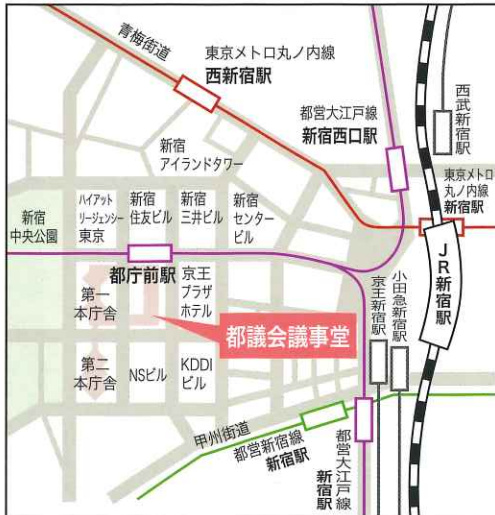 青梅街道
東京メトロ丸ノ内線
西新宿駅
都営大江戸線
新宿西口駅
西武新宿駅
新宿
アイランドタワー
東京メトロ
丸ノ内線
新宿駅
新宿
中央公園
ハイアット
リージェンシー
東京
新宿
住友ビル
新宿
三井ビル
新宿
センター
ビル
JR新宿駅
都庁前駅
京王
プラザ
ホテル
小田急新宿駅
京王新宿駅
第一
本庁舎
都議会議事堂
第二
本庁舎
NSビル
KDDI
ビル
甲州街道
都営新宿線
新宿駅
都営大江戸線
新宿駅